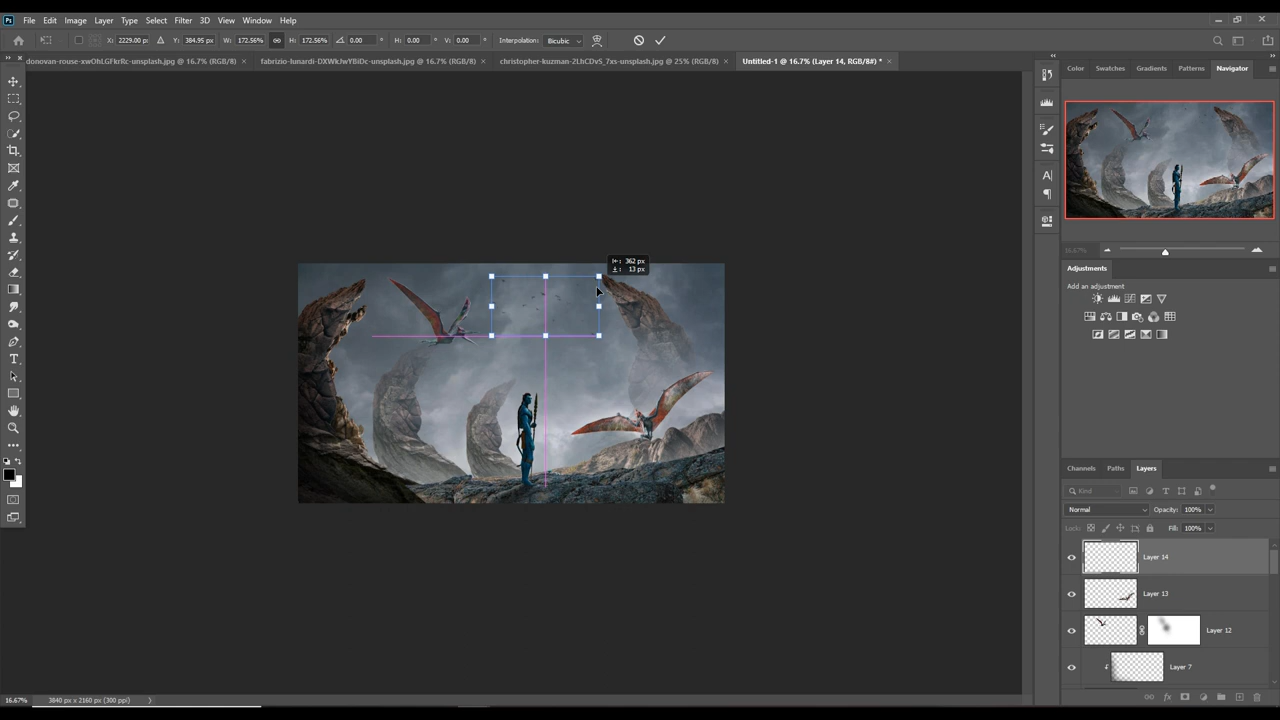 Ps File Edit Image Layer Type Select Filter 3D View Window Help
X: 2229.00 px Y: 384.95 px W: 172.56% H: 172.56% 0.00 ° H: 0.00 ° V: 0.00 ° Interpolation: Bicubic
donovan-rouse-xwOhLGFkrRc-unsplash.jpg @ 16.7% (RGB/8) × fabrizio-lunardi-DXWkJwYBiDc-unsplash.jpg @ 16.7% (RGB/8) × christopher-kuzman-2LhCDvS_7xs-unsplash.jpg @ 25% (RGB/8) × Untitled-1 @ 16.7% (Layer 14, RGB/8#) * ×
Color Swatches Gradients Patterns Navigator
362 px
13 px
16.67%
Adjustments
Add an adjustment
Channels Paths Layers
Kind
Normal Opacity: 100%
Lock: Fill: 100%
Layer 14
Layer 13
Layer 12
Layer 7
fx
16.67% 3840 px x 2160 px (300 ppi)